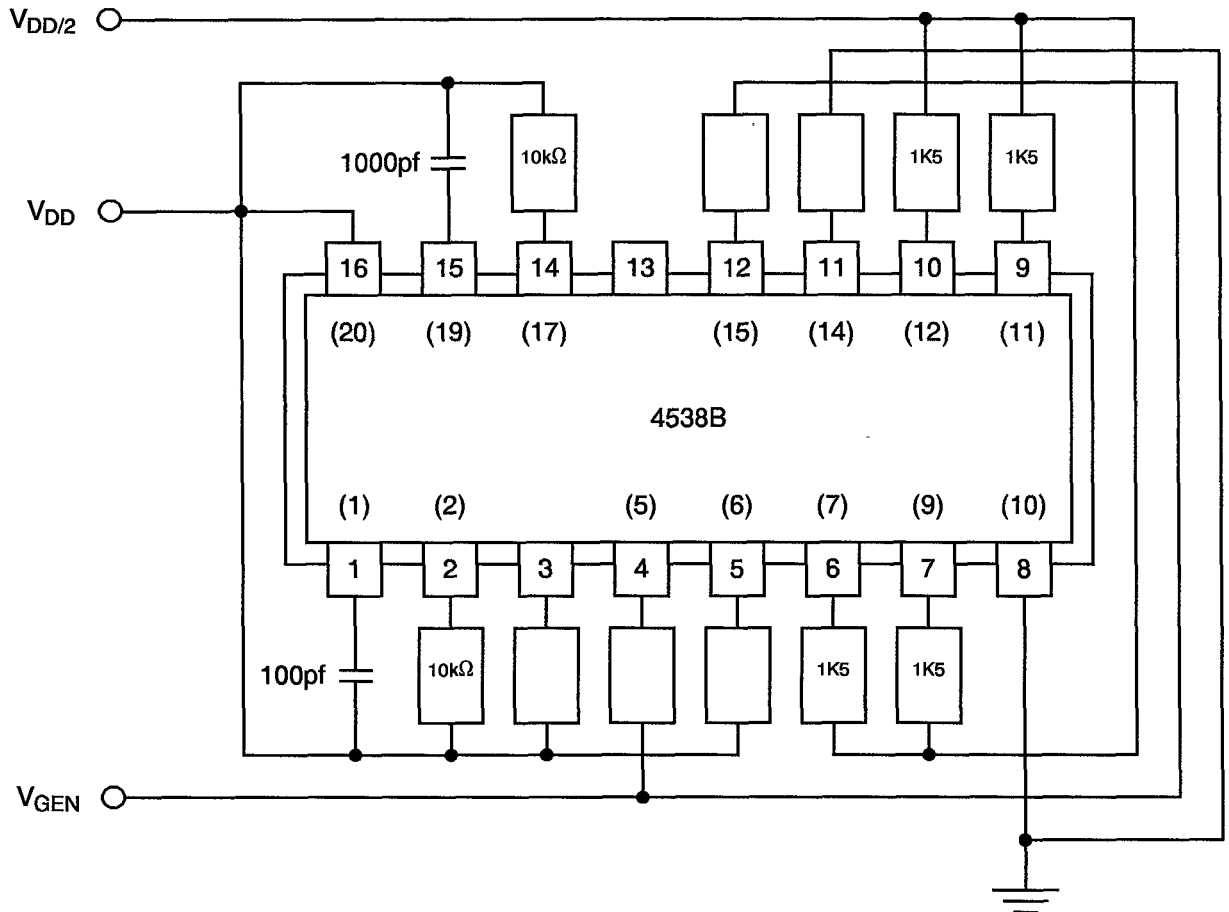 VDD/2
1000pf
10kΩ
1K5
1K5
VDD
16
15
14
13
12
11
10
9
(20)
(19)
(17)
(15)
(14)
(12)
(11)
4538B
(1)
(2)
(5)
(6)
(7)
(9)
(10)
1
2
3
4
5
6
7
8
100pf
10kΩ
1K5
1K5
VGEN